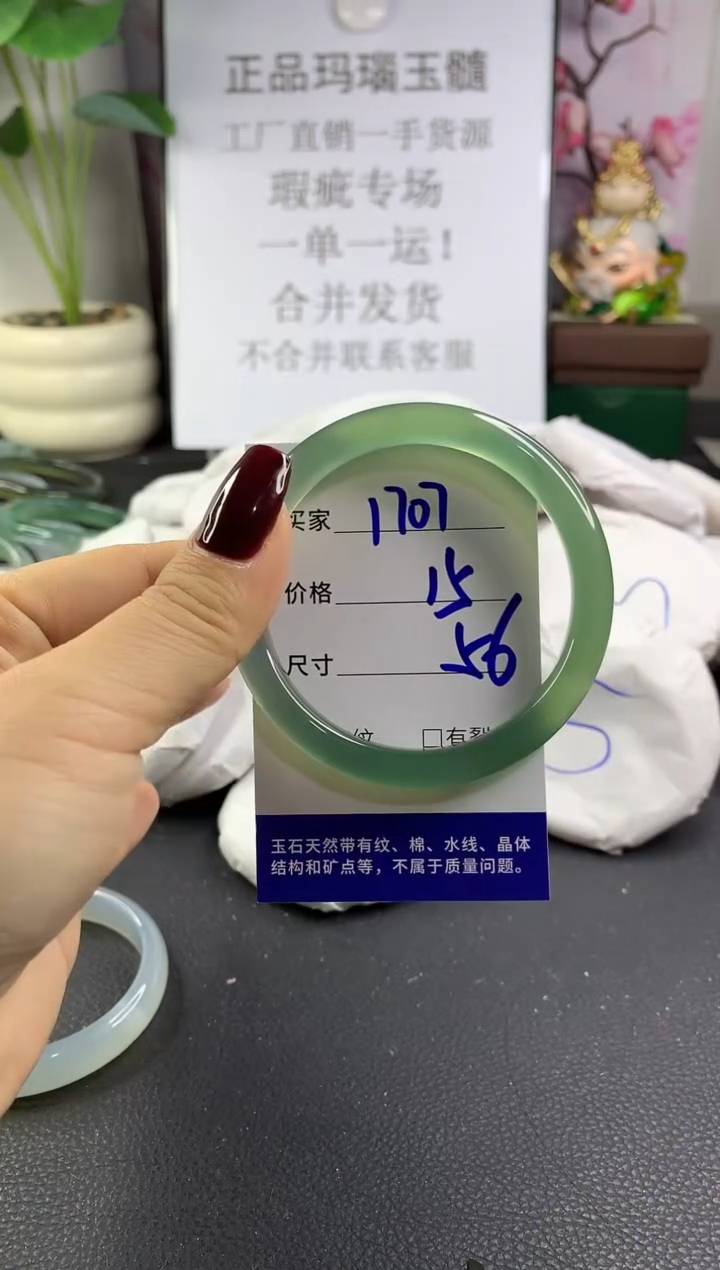 正品玛瑙玉髓
工厂直销一手货源
瑕疵专场
一单一运！
合并发货
不合并联系客服
买家 1707
价格 15
尺寸 56
纹 □有裂
玉石天然带有纹、棉、水线、晶体
结构和矿点等，不属于质量问题。